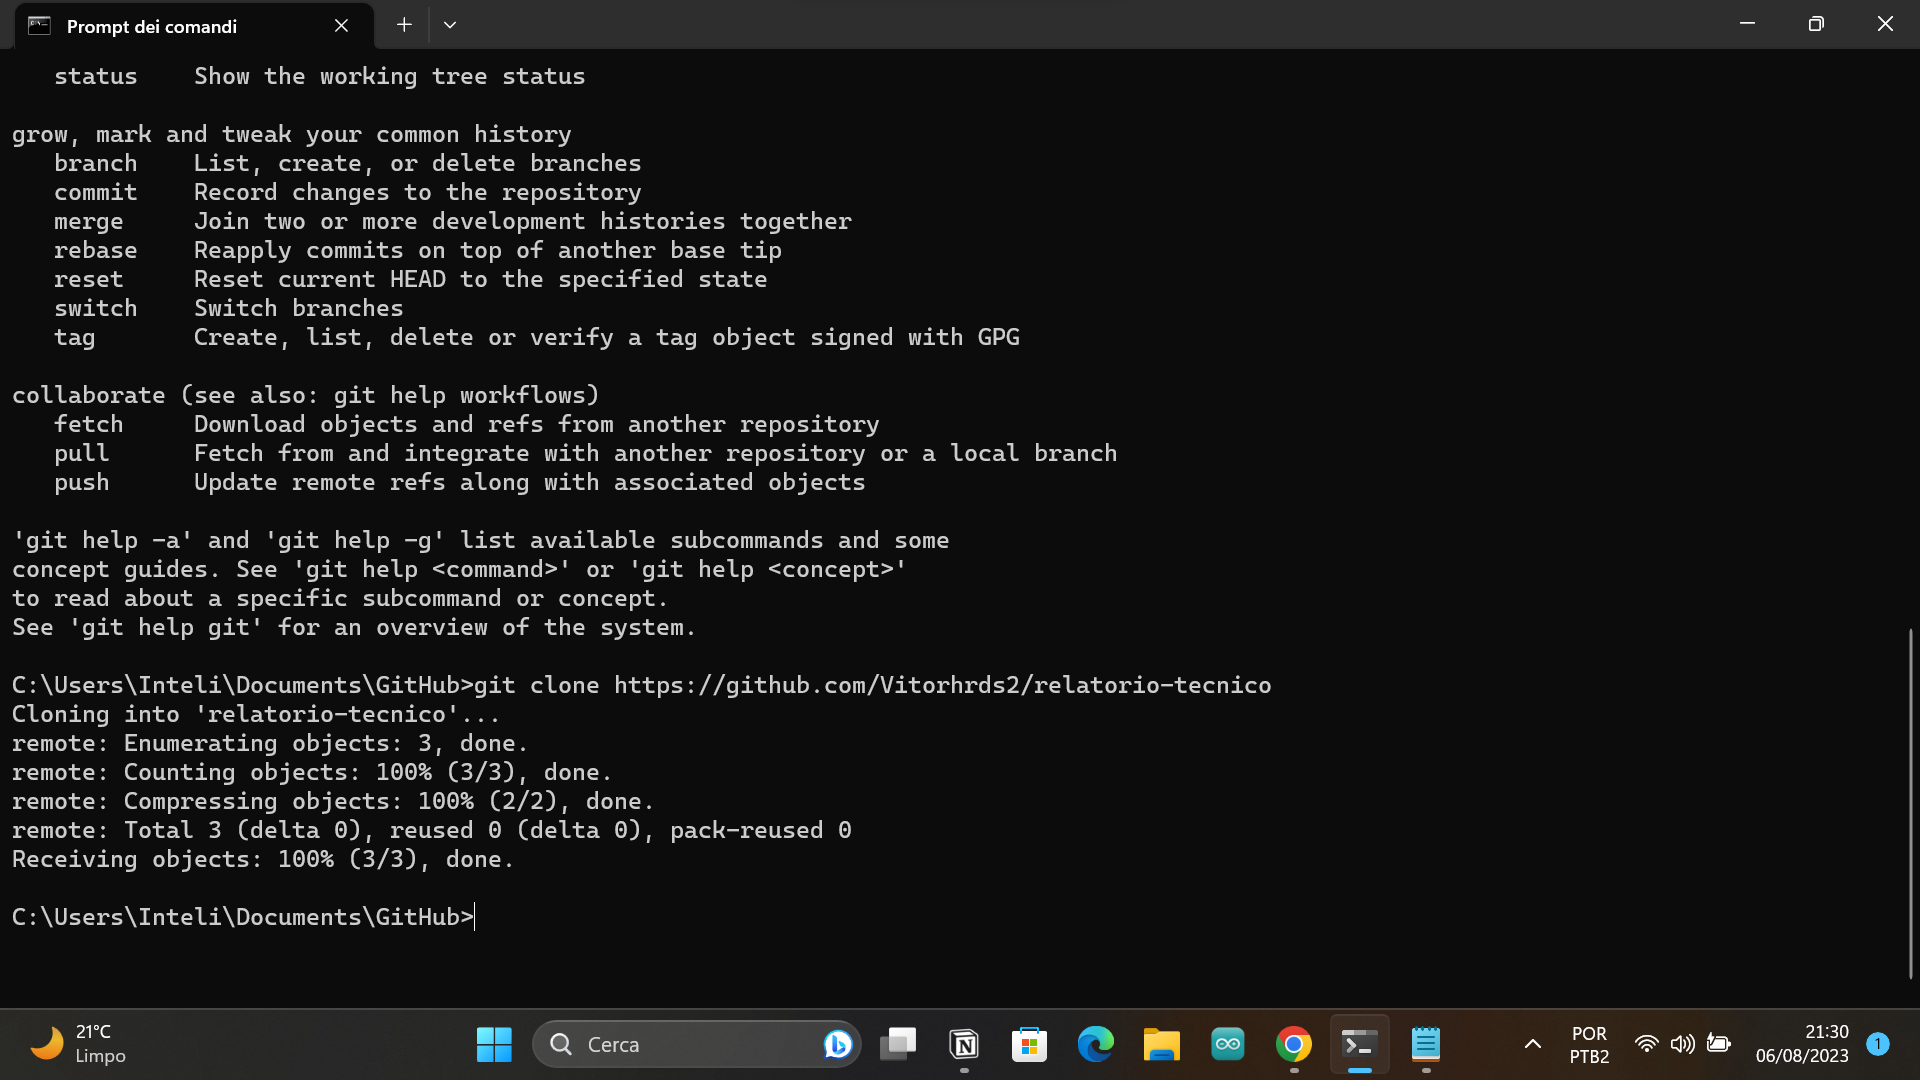 Prompt dei comandi
status    Show the working tree status
grow, mark and tweak your common history
branch    List, create, or delete branches
commit    Record changes to the repository
merge     Join two or more development histories together
rebase    Reapply commits on top of another base tip
reset     Reset current HEAD to the specified state
switch    Switch branches
tag       Create, list, delete or verify a tag object signed with GPG
collaborate (see also: git help workflows)
fetch     Download objects and refs from another repository
pull      Fetch from and integrate with another repository or a local branch
push      Update remote refs along with associated objects
'git help -a' and 'git help -g' list available subcommands and some
concept guides. See 'git help <command>' or 'git help <concept>'
to read about a specific subcommand or concept.
See 'git help git' for an overview of the system.
C:\Users\Inteli\Documents\GitHub>git clone https://github.com/Vitorhrds2/relatorio-tecnico
Cloning into 'relatorio-tecnico'...
remote: Enumerating objects: 3, done.
remote: Counting objects: 100% (3/3), done.
remote: Compressing objects: 100% (2/2), done.
remote: Total 3 (delta 0), reused 0 (delta 0), pack-reused 0
Receiving objects: 100% (3/3), done.
C:\Users\Inteli\Documents\GitHub>
21°C
Limpo
Cerca
POR
PTB2
21:30
06/08/2023
1